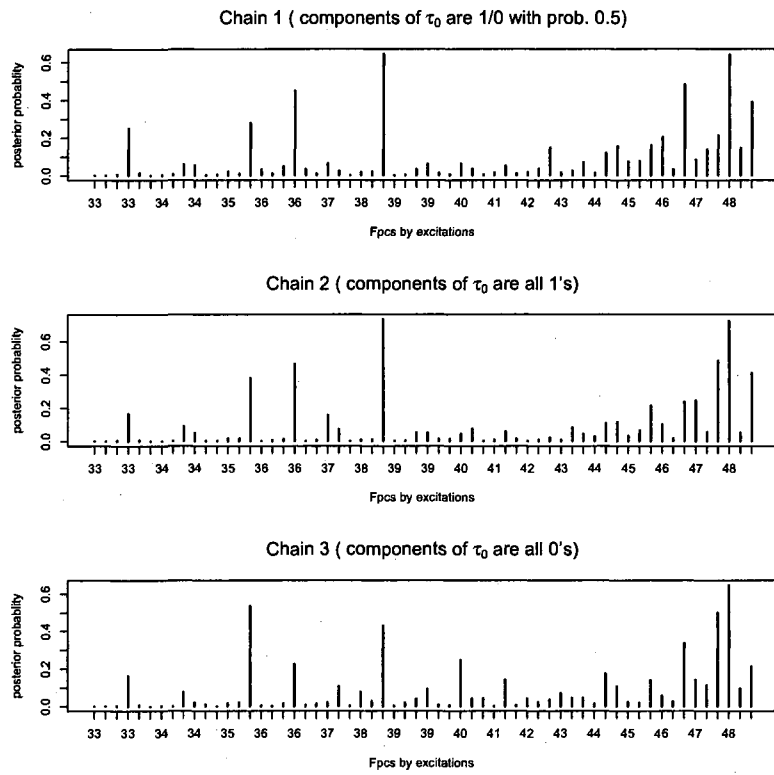 Chain 1 ( components of τ0 are 1/0 with prob. 0.5)
posterior probablity
0.0 0.2 0.4 0.6
33 33 34 34 35 36 36 37 38 39 39 40 41 42 43 44 45 46 47 48
Fpcs by excitations
Chain 2 ( components of τ0 are all 1's)
posterior probablity
0.0 0.2 0.4 0.6
33 33 34 34 35 36 36 37 38 39 39 40 41 42 43 44 45 46 47 48
Fpcs by excitations
Chain 3 ( components of τ0 are all 0's)
posterior probablity
0.0 0.2 0.4 0.6
33 33 34 34 35 36 36 37 38 39 39 40 41 42 43 44 45 46 47 48
Fpcs by excitations